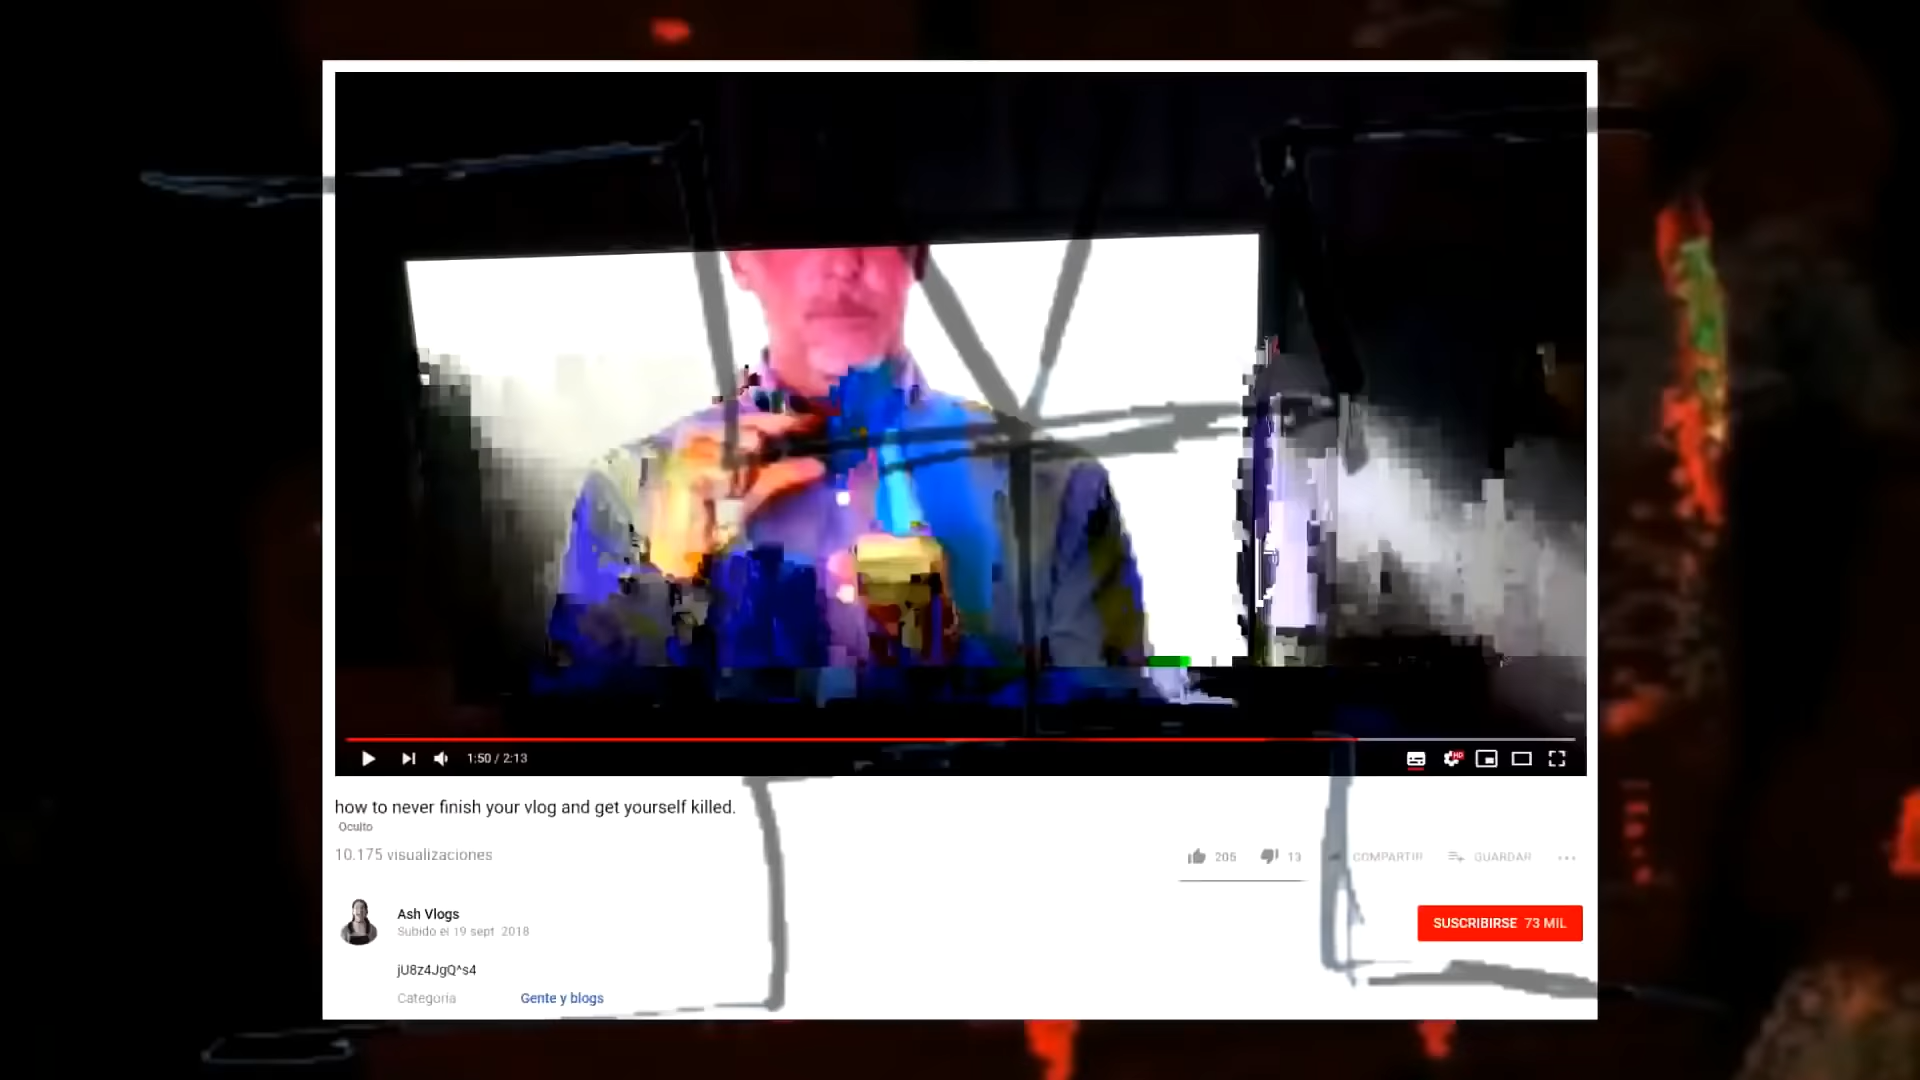 1:50 / 2:13
HD
how to never finish your vlog and get yourself killed.
Oculto
10.175 visualizaciones
205 13 COMPARTIR GUARDAR
Ash Vlogs
Subido el 19 sept. 2018
SUSCRIBIRSE 73 MIL
jU8z4JgQ^s4
Categoría Gente y blogs